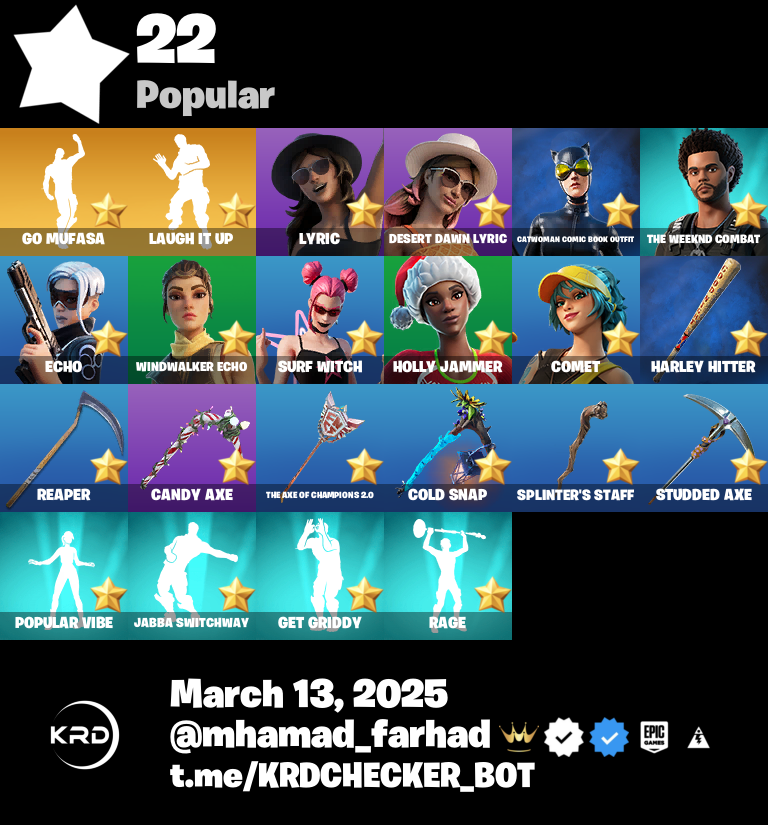 22
Popular
GO MUFASA
LAUGH IT UP
LYRIC
DESERT DAWN LYRIC
CATWOMAN COMIC BOOK OUTFIT
THE WEEKND COMBAT
ECHO
WINDWALKER ECHO
SURF WITCH
HOLLY JAMMER
COMET
HARLEY HITTER
REAPER
CANDY AXE
THE AXE OF CHAMPIONS 2.0
COLD SNAP
SPLINTER'S STAFF
STUDDED AXE
POPULAR VIBE
JABBA SWITCHWAY
GET GRIDDY
RAGE
KRD
March 13, 2025
@mhamad_farhad
EPIC
GAMES
t.me/KRDCHECKER_BOT